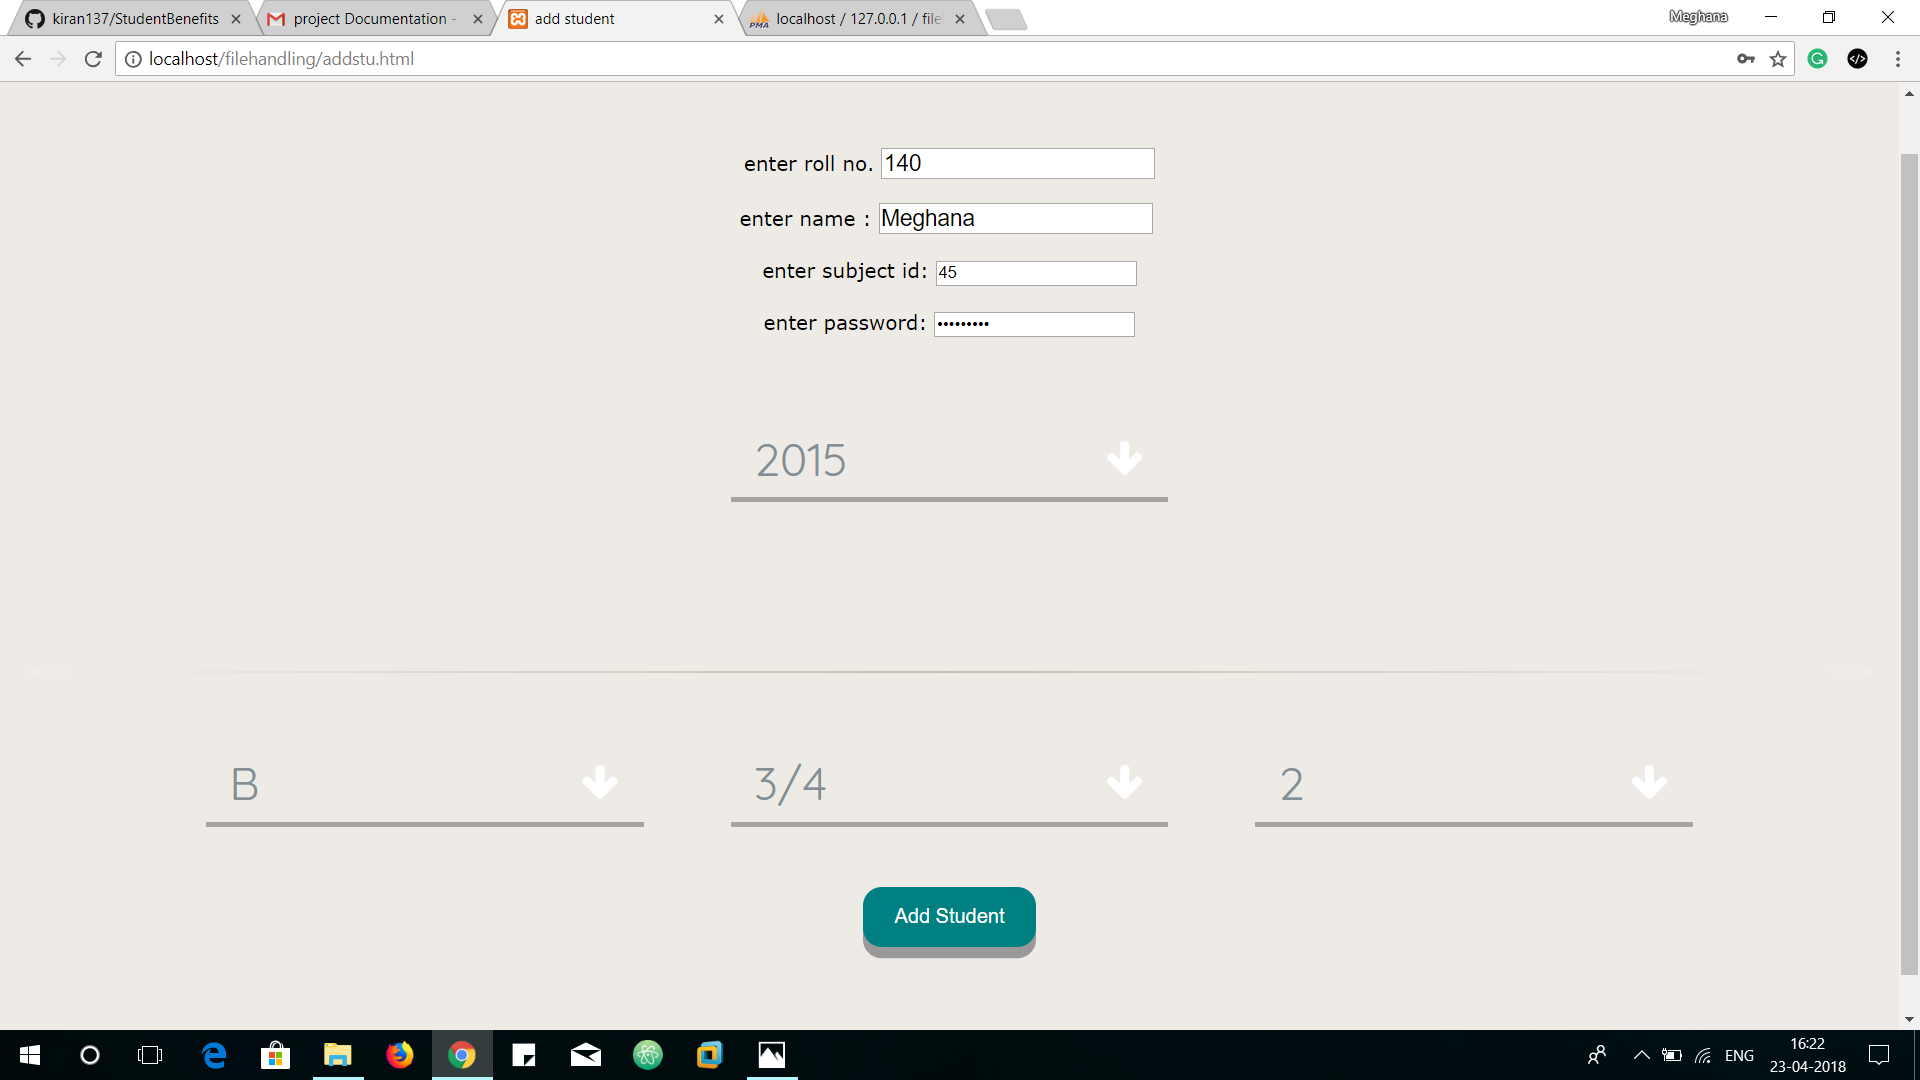 kiran137/StudentBenefits
project Documentation -
add student
localhost / 127.0.0.1 / file
Meghana
localhost/filehandling/addstu.html
enter roll no. 140
enter name : Meghana
enter subject id: 45
enter password: •••••••••
2015
B 3/4 2
Add Student
ENG
16:22
23-04-2018